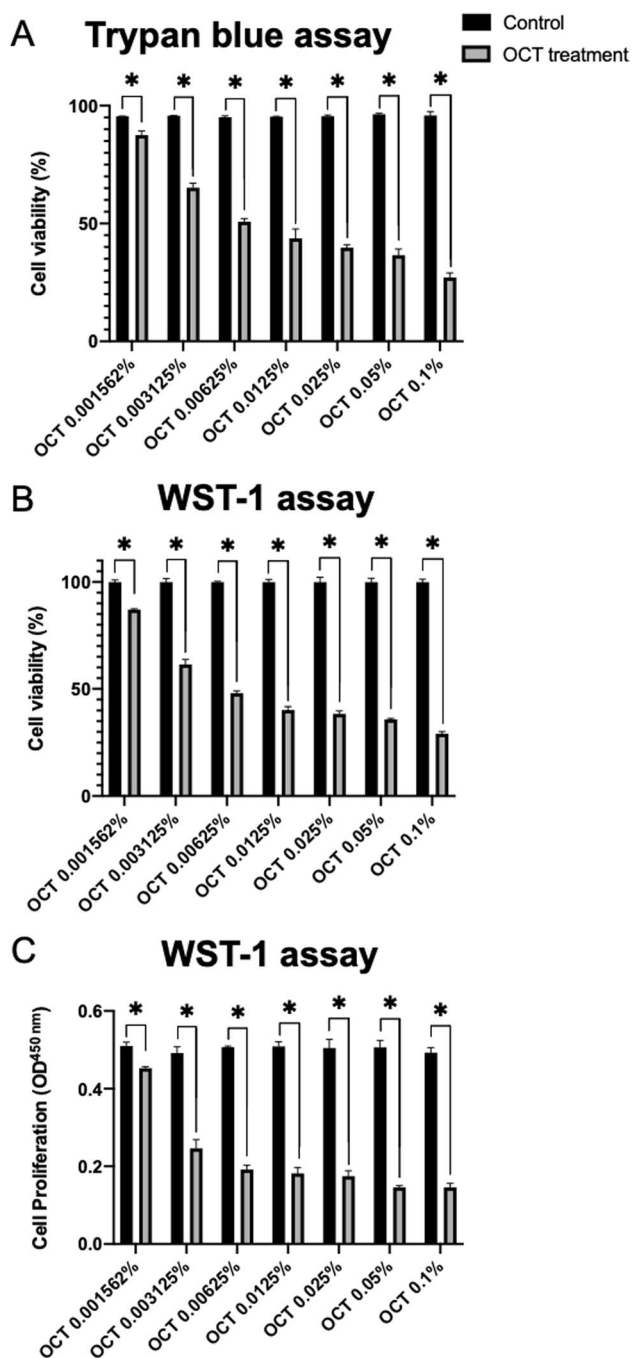 A Trypan blue assay
Control
OCT treatment
* * * * * * *
Cell viability (%)
100
50
0
OCT 0.001562%
OCT 0.003125%
OCT 0.00625%
OCT 0.0125%
OCT 0.025%
OCT 0.05%
OCT 0.1%
B WST-1 assay
* * * * * * *
Cell viability (%)
100
50
0
OCT 0.001562%
OCT 0.003125%
OCT 0.00625%
OCT 0.0125%
OCT 0.025%
OCT 0.05%
OCT 0.1%
C WST-1 assay
* * * * * * *
Cell Proliferation (OD⁴⁵⁰ ⁿᵐ)
0.6
0.4
0.2
0.0
OCT 0.001562%
OCT 0.003125%
OCT 0.00625%
OCT 0.0125%
OCT 0.025%
OCT 0.05%
OCT 0.1%